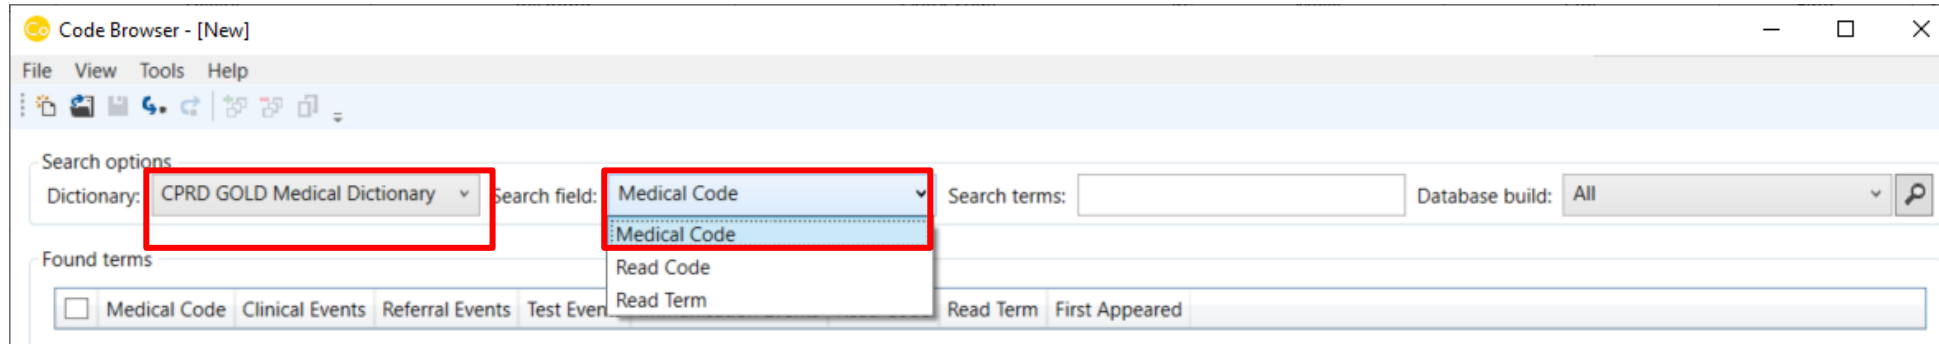 Co Code Browser - [New]
File View Tools Help
Search options
Dictionary: CPRD GOLD Medical Dictionary Search field: Medical Code Search terms: Database build: All
Medical Code
Read Code
Read Term
Found terms
Medical Code Clinical Events Referral Events Test Even Read Term First Appeared